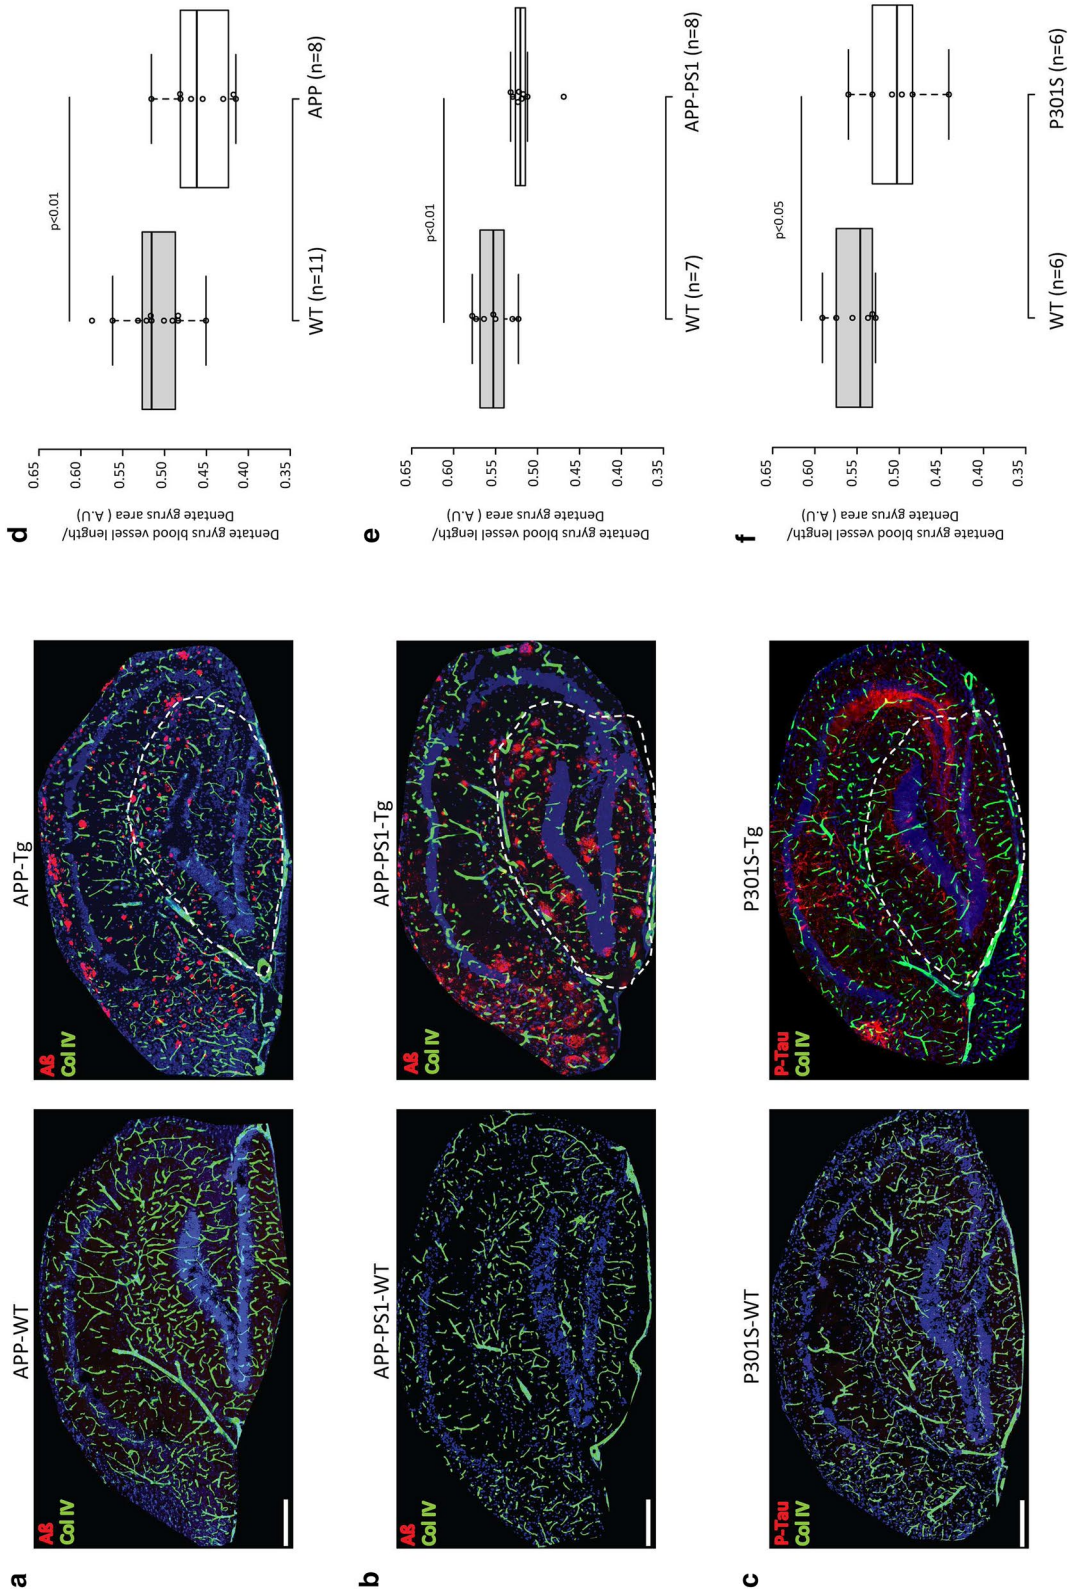 a
APP-WT
Aß
Col IV
APP-Tg
Aß
Col IV
b
APP-PS1-WT
Aß
Col IV
APP-PS1-Tg
Aß
Col IV
c
P301S-WT
P-Tau
Col IV
P301S-Tg
P-Tau
Col IV
d
Dentate gyrus blood vessel length/
Dentate gyrus area ( A.U)
0.65
0.60
0.55
0.50
0.45
0.40
0.35
p<0.01
WT (n=11)
APP (n=8)
e
Dentate gyrus blood vessel length/
Dentate gyrus area ( A.U)
0.65
0.60
0.55
0.50
0.45
0.40
0.35
p<0.01
WT (n=7)
APP-PS1 (n=8)
f
Dentate gyrus blood vessel length/
Dentate gyrus area ( A.U)
0.65
0.60
0.55
0.50
0.45
0.40
0.35
p<0.05
WT (n=6)
P301S (n=6)